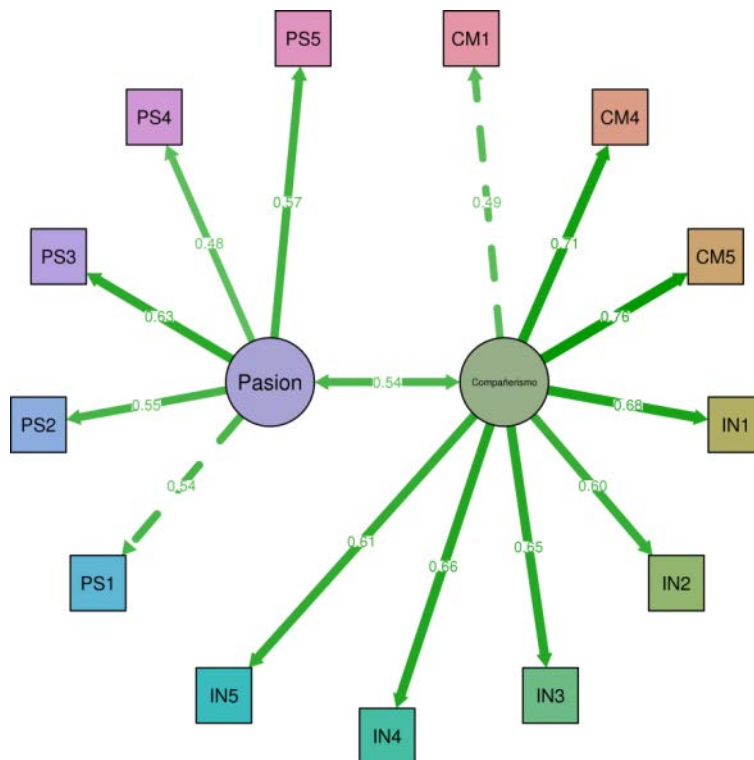 PS5
CM1
PS4
CM4
0.49
0.57
0.48
0.71
PS3
CM5
0.63
0.76
Pasion
0.54
Compañerismo
PS2
0.55
0.68
IN1
0.54
0.60
0.61
0.65
0.66
PS1
IN2
IN5
IN3
IN4